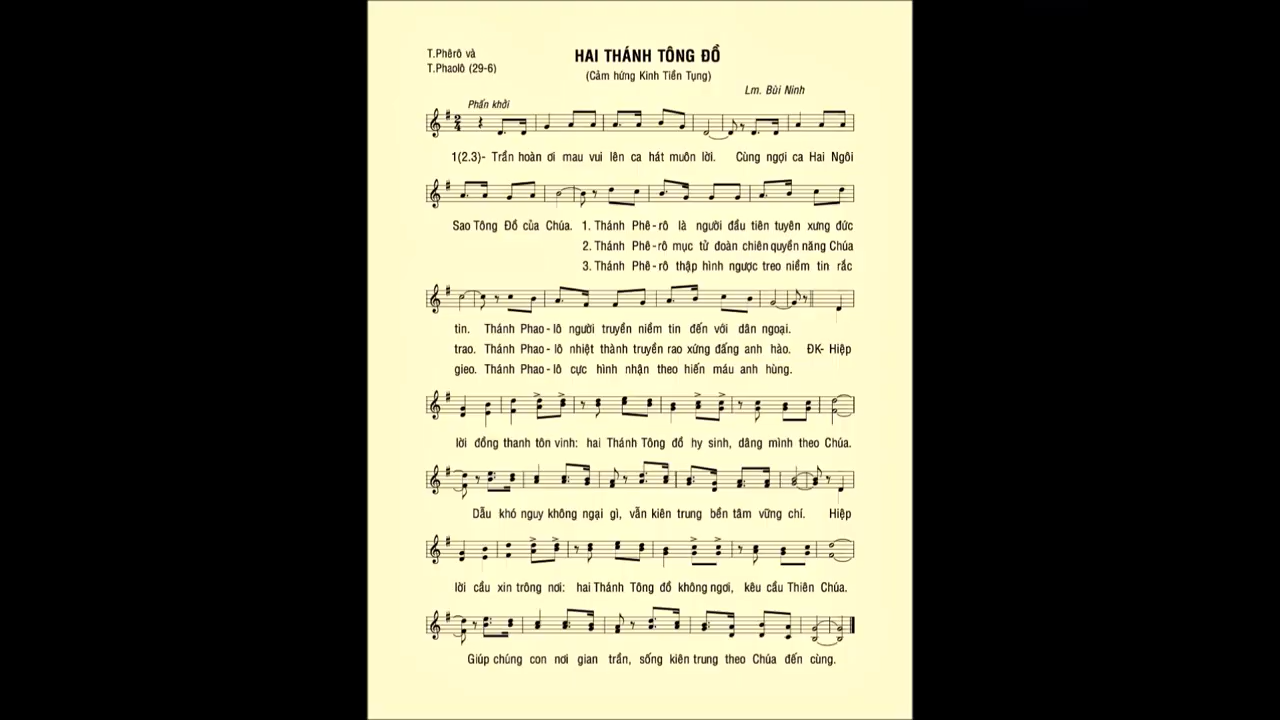 T.Phêrô và
T.Phaolô (29-6)
HAI THÁNH TÔNG ĐỒ
(Cảm hứng Kinh Tiền Tụng)
Lm. Bùi Ninh
Phấn khởi
1(2.3)- Trần hoàn ơi mau vui lên ca hát muôn lời. Cùng ngợi ca Hai Ngôi
Sao Tông Đồ của Chúa. 1. Thánh Phê-rô là người đầu tiên tuyên xưng đức
2. Thánh Phê-rô mục tử đoàn chiên quyền năng Chúa
3. Thánh Phê-rô thập hình ngược treo niềm tin rắc
tin. Thánh Phao-lô người truyền niềm tin đến với dân ngoại.
trao. Thánh Phao-lô nhiệt thành truyền rao xứng đấng anh hào. ĐK- Hiệp
gieo. Thánh Phao-lô cực hình nhận theo hiến máu anh hùng.
lời đồng thanh tôn vinh: hai Thánh Tông đồ hy sinh, dâng mình theo Chúa.
Dẫu khó nguy không ngại gì, vẫn kiên trung bền tâm vững chí. Hiệp
lời cầu xin trông nơi: hai Thánh Tông đồ không ngơi, kêu cầu Thiên Chúa.
Giúp chúng con nơi gian trần, sống kiên trung theo Chúa đến cùng.